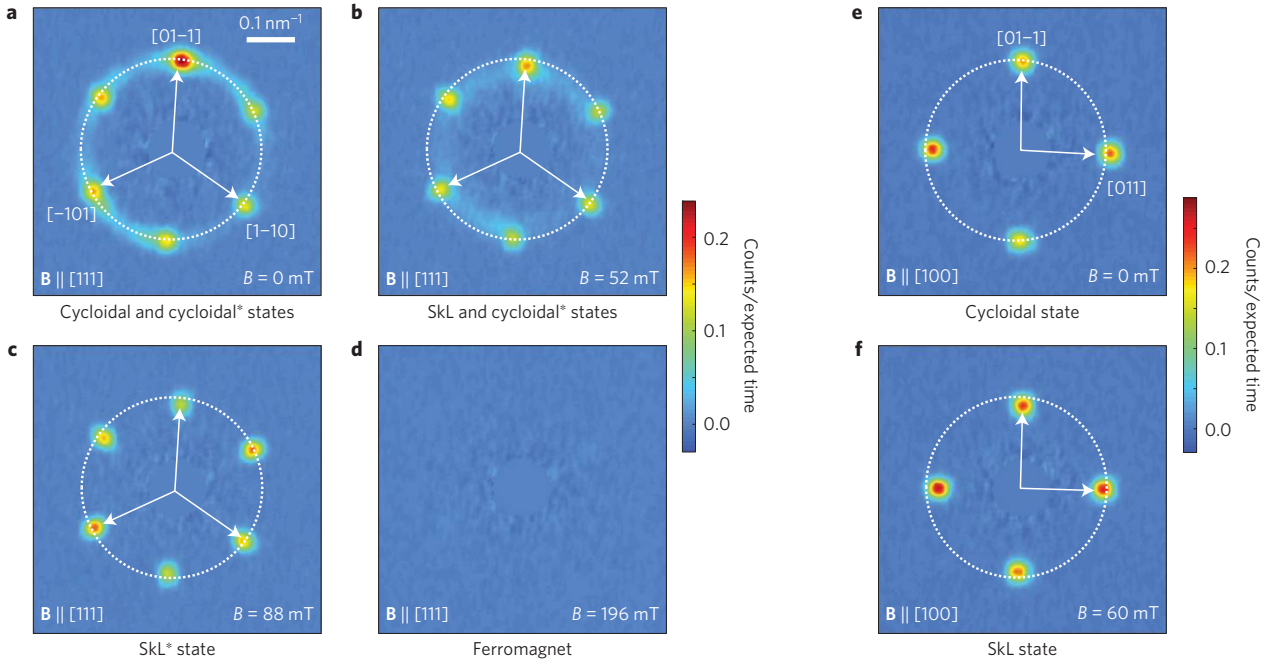 a
[01−1]
0.1 nm⁻¹
[−101]
[1−10]
B || [111]
B = 0 mT
Cycloidal and cycloidal* states
b
B || [111]
B = 52 mT
SkL and cycloidal* states
0.2
0.1
0.0
Counts/expected time
c
B || [111]
B = 88 mT
SkL* state
d
B || [111]
B = 196 mT
Ferromagnet
e
[01−1]
[011]
B || [100]
B = 0 mT
Cycloidal state
0.2
0.1
0.0
Counts/expected time
f
B || [100]
B = 60 mT
SkL state